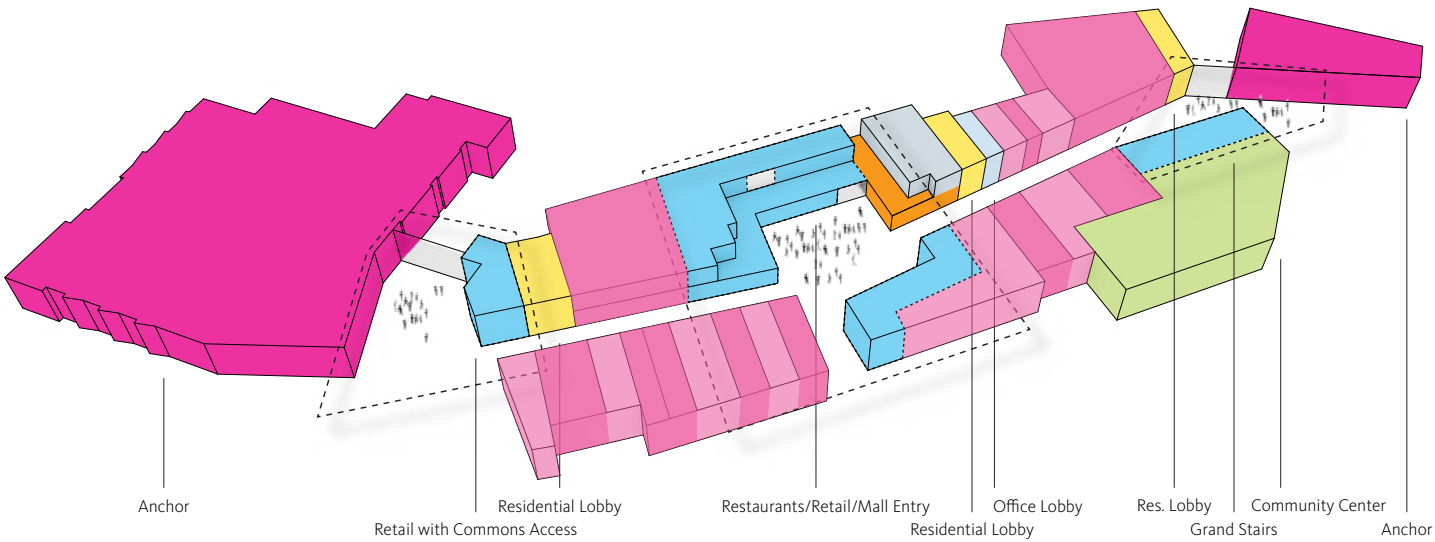 Anchor
Retail with Commons Access
Residential Lobby
Restaurants/Retail/Mall Entry
Residential Lobby
Office Lobby
Res. Lobby
Grand Stairs
Community Center
Anchor